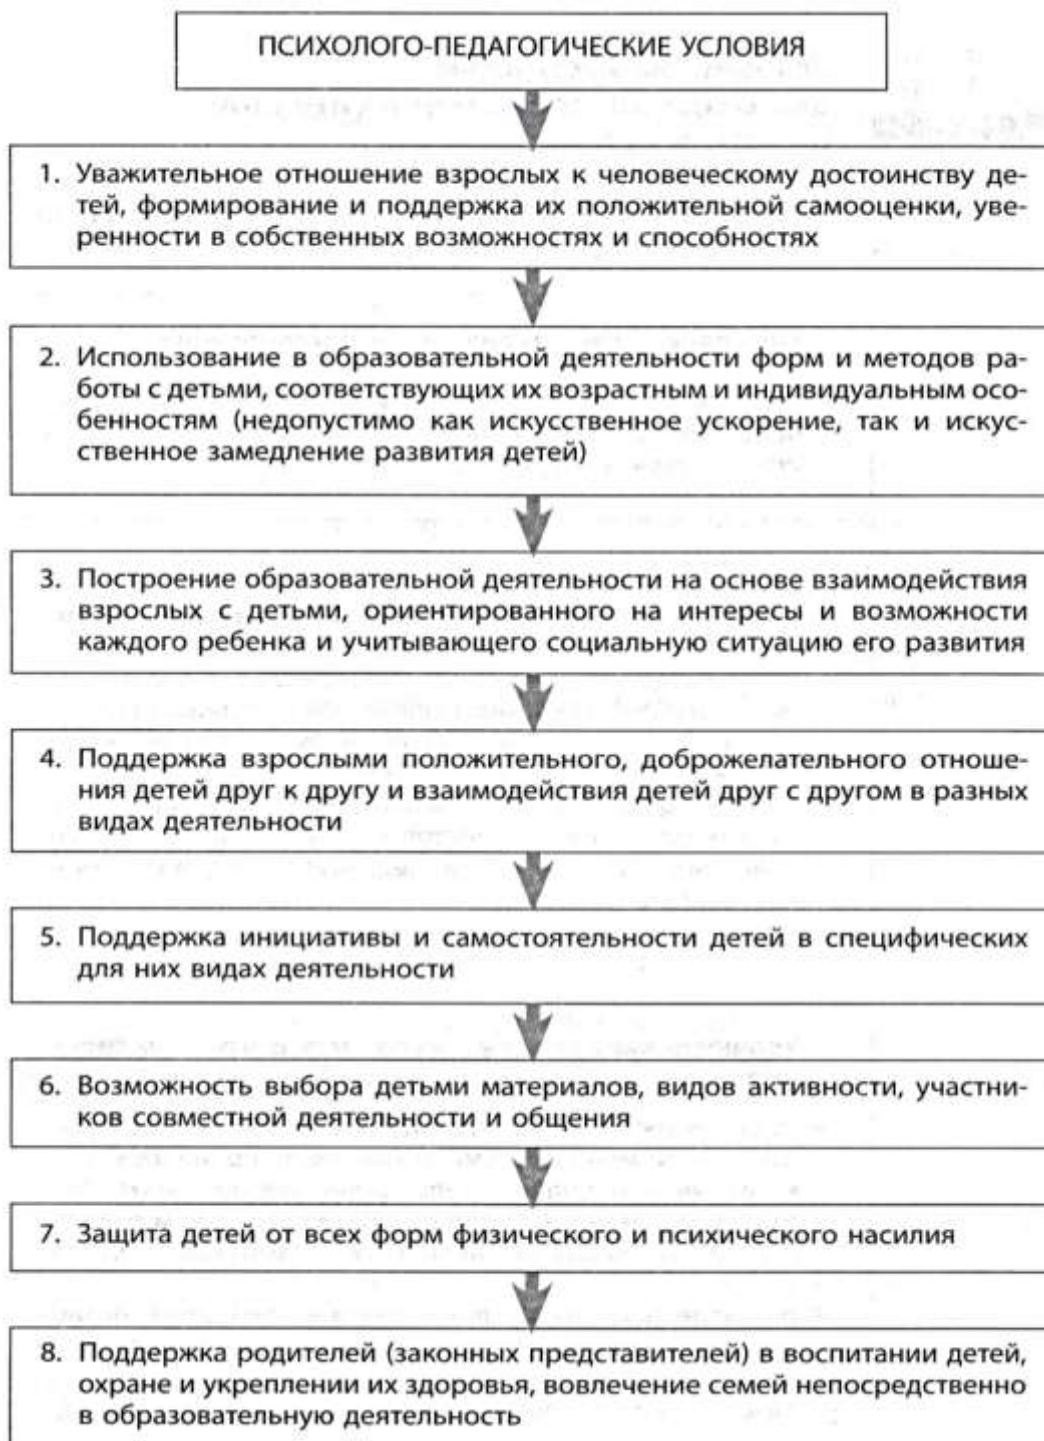 ПСИХОЛОГО-ПЕДАГОГИЧЕСКИЕ УСЛОВИЯ
1. Уважительное отношение взрослых к человеческому достоинству де-
тей, формирование и поддержка их положительной самооценки, уве-
ренности в собственных возможностях и способностях
2. Использование в образовательной деятельности форм и методов ра-
боты с детьми, соответствующих их возрастным и индивидуальным осо-
бенностям (недопустимо как искусственное ускорение, так и искус-
ственное замедление развития детей)
3. Построение образовательной деятельности на основе взаимодействия
взрослых с детьми, ориентированного на интересы и возможности
каждого ребенка и учитывающего социальную ситуацию его развития
4. Поддержка взрослыми положительного, доброжелательного отноше-
ния детей друг к другу и взаимодействия детей друг с другом в разных
видах деятельности
5. Поддержка инициативы и самостоятельности детей в специфических
для них видах деятельности
6. Возможность выбора детьми материалов, видов активности, участни-
ков совместной деятельности и общения
7. Защита детей от всех форм физического и психического насилия
8. Поддержка родителей (законных представителей) в воспитании детей,
охране и укреплении их здоровья, вовлечение семей непосредственно
в образовательную деятельность